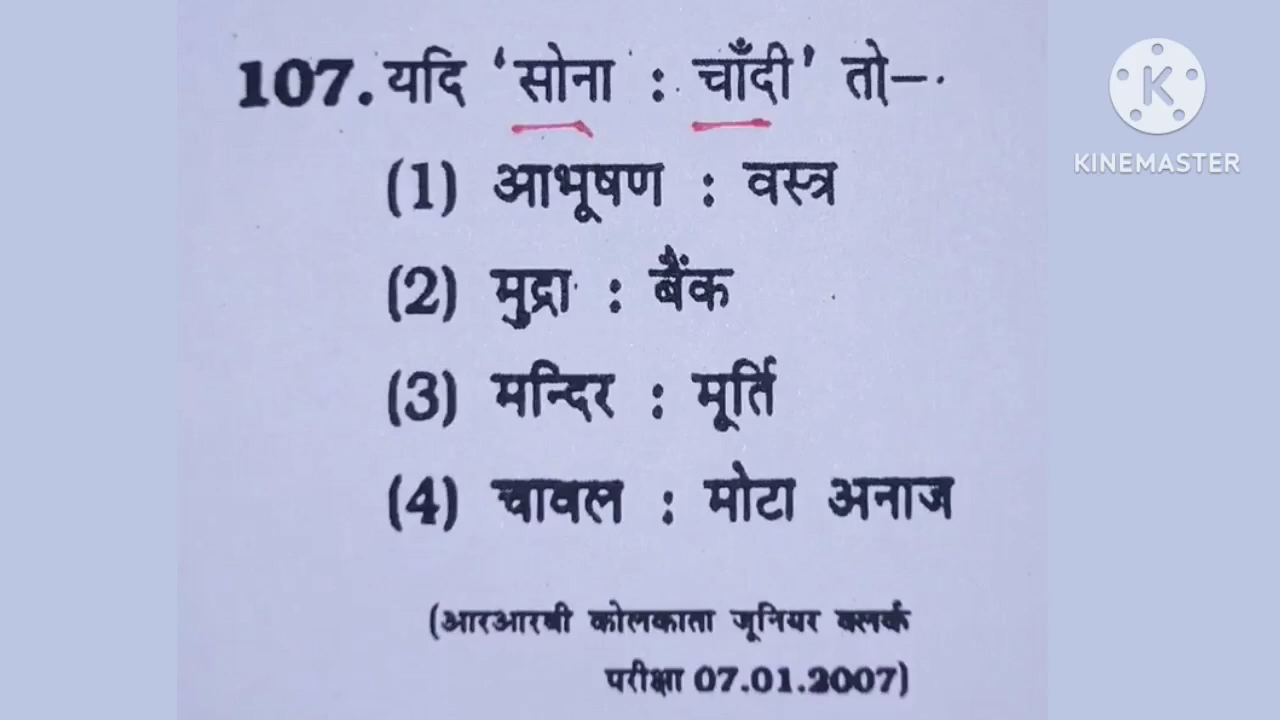 107. यदि ‘सोना : चाँदी’ तो–
(1) आभूषण : वस्त्र
(2) मुद्रा : बैंक
(3) मन्दिर : मूर्ति
(4) चावल : मोटा अनाज
(आरआरबी कोलकाता जूनियर क्लर्क
परीक्षा 07.01.2007)
K
KINEMASTER